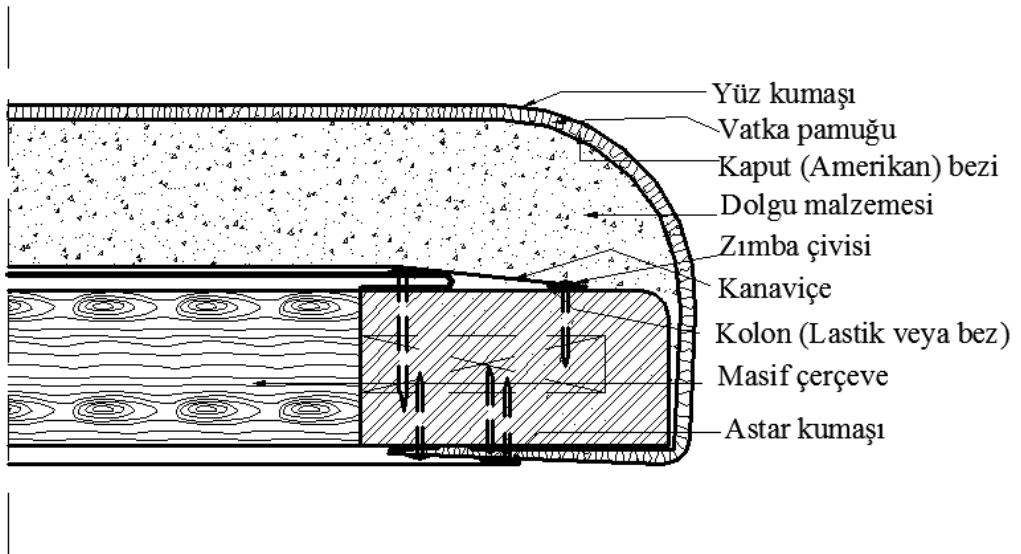 Yüz kumaşı
Vatka pamuğu
Kaput (Amerikan) bezi
Dolgu malzemesi
Zımba çivisi
Kanaviçe
Kolon (Lastik veya bez)
Masif çerçeve
Astar kumaşı